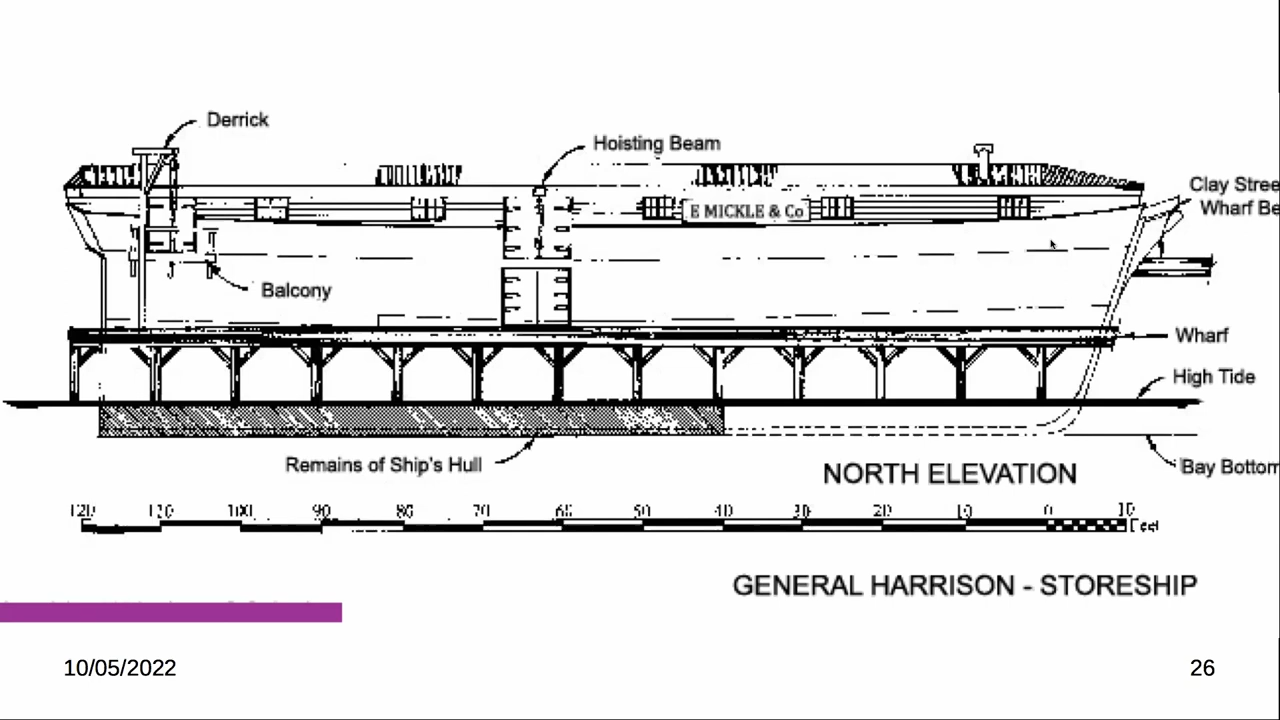 Derrick
Hoisting Beam
Clay Stree
Wharf Be
E MICKLE & Co
Balcony
Wharf
High Tide
Remains of Ship's Hull
NORTH ELEVATION
Bay Bottom
120 110 100 90 80 70 60 50 40 30 20 10 0 10
Feet
GENERAL HARRISON - STORESHIP
10/05/2022
26